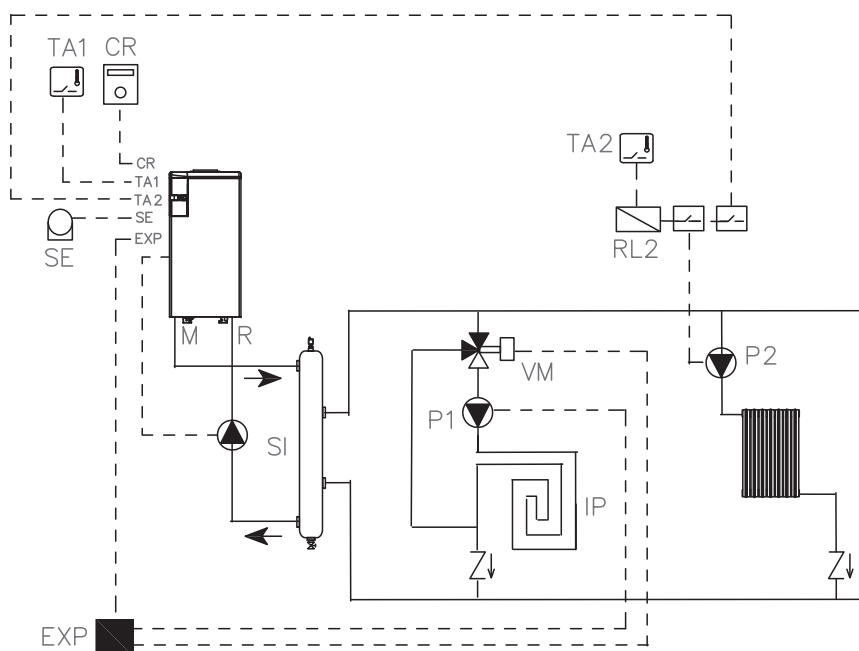 TA1 CR
CR
TA1
TA2
SE
EXP
SE
TA2
RL2
M R
VM
P2
P1
SI
IP
EXP